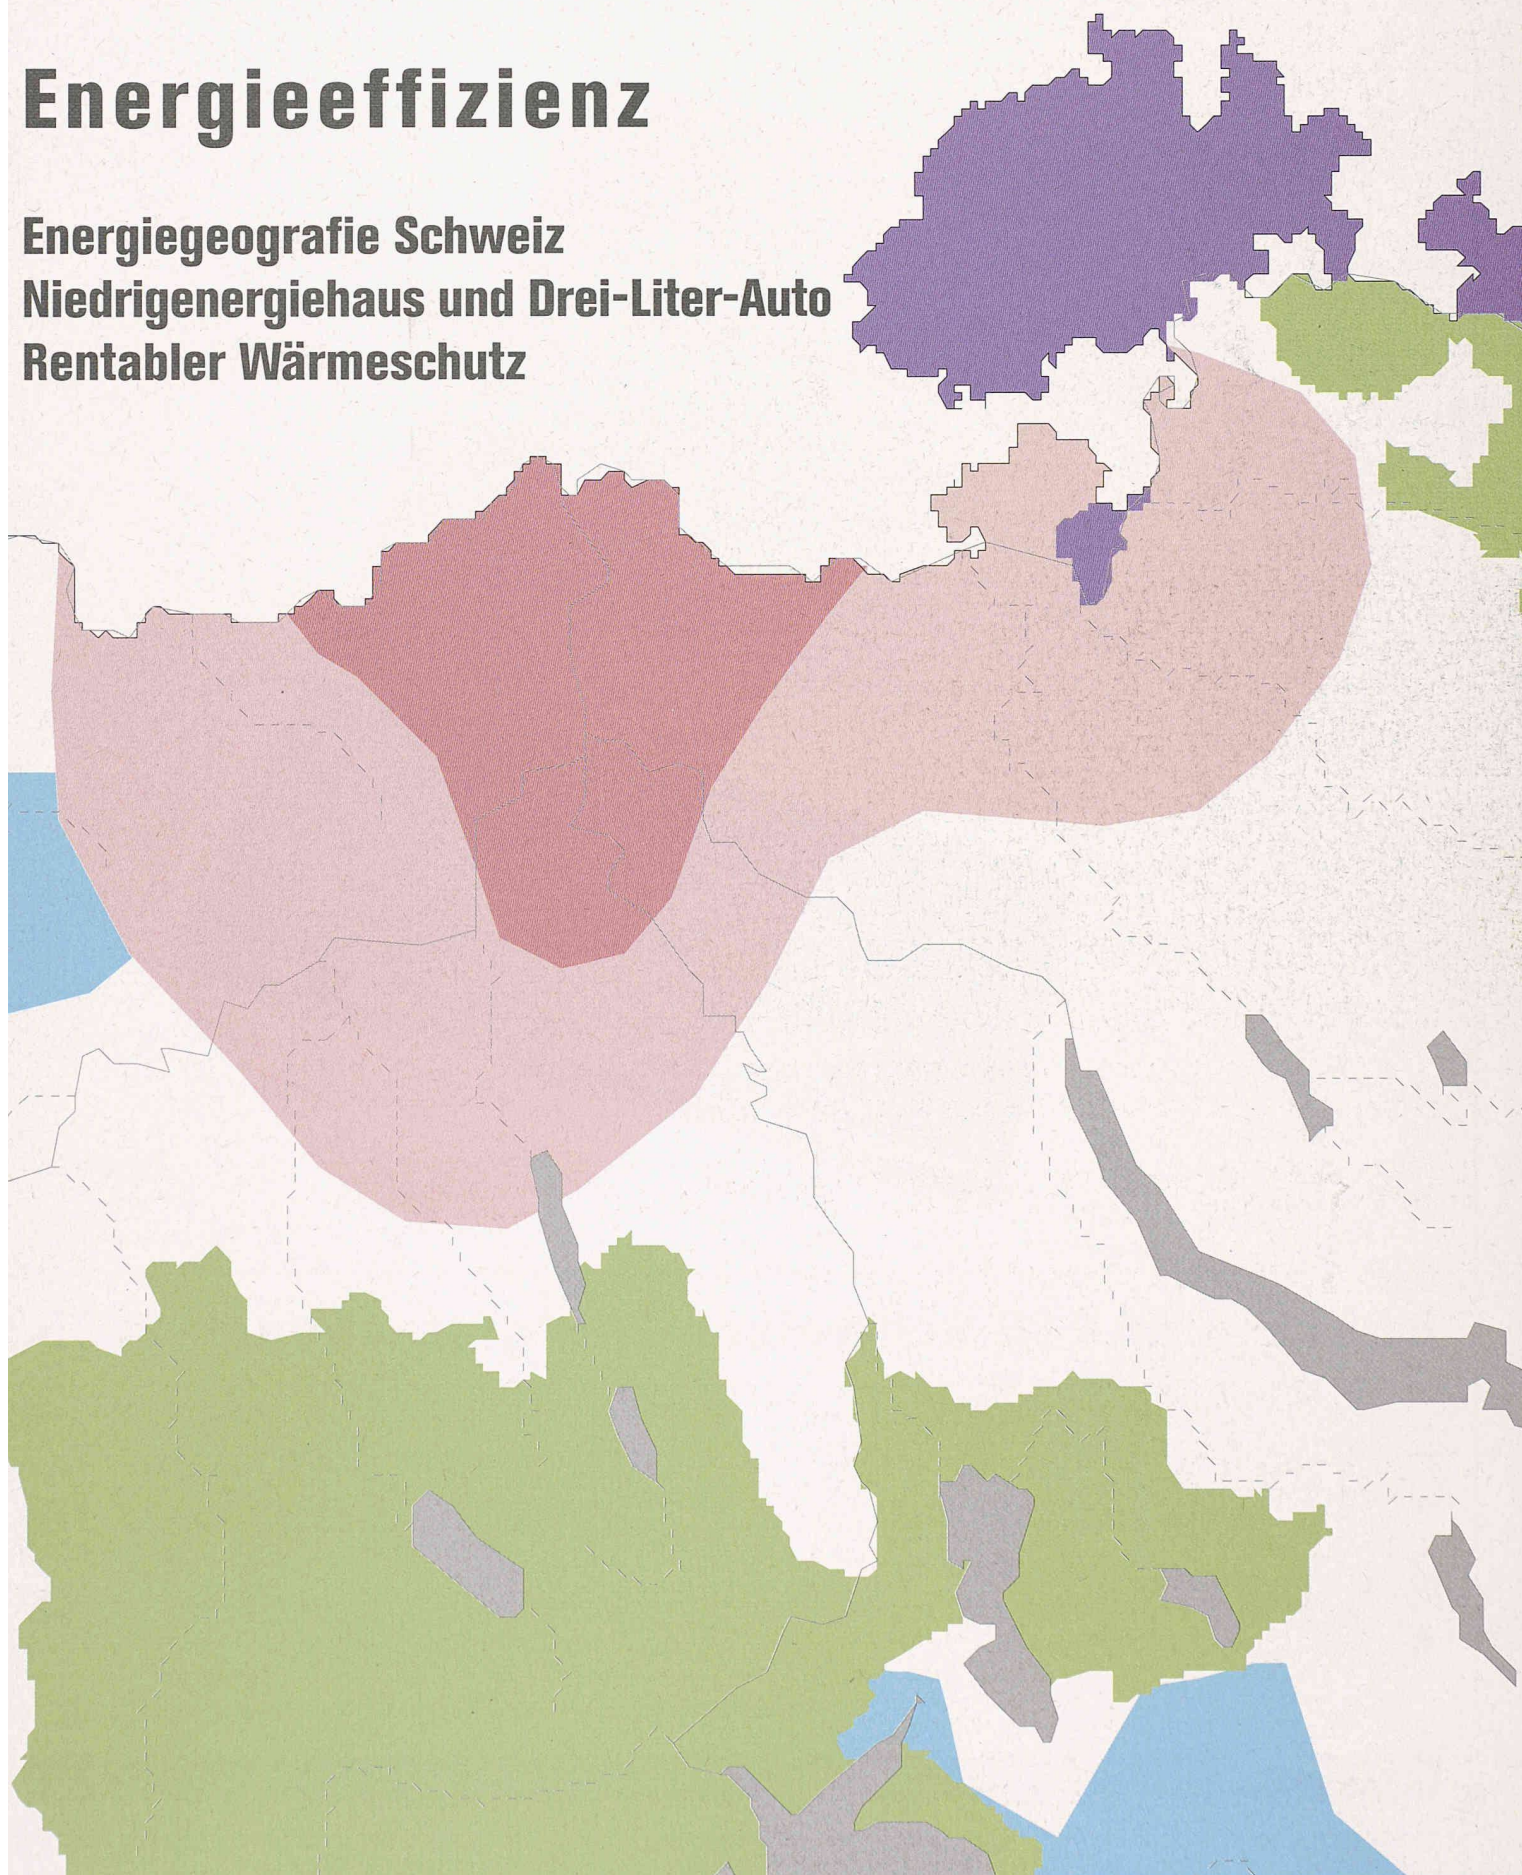 Energieeffizienz
Energiegeografie Schweiz
Niedrigenergiehaus und Drei-Liter-Auto
Rentabler Wärmeschutz